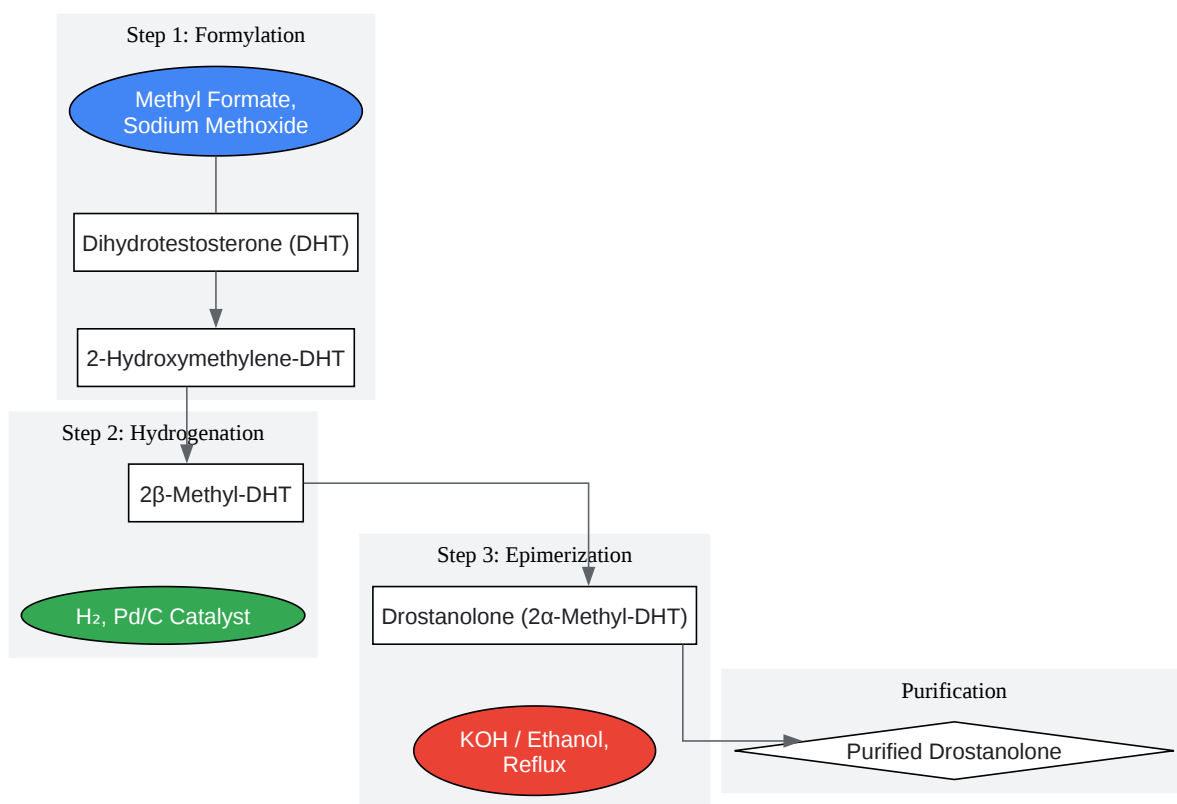 Step 1: Formylation
Methyl Formate,
Sodium Methoxide
Dihydrotestosterone (DHT)
2-Hydroxymethylene-DHT
Step 2: Hydrogenation
2β-Methyl-DHT
H₂, Pd/C Catalyst
Step 3: Epimerization
Drostanolone (2α-Methyl-DHT)
KOH / Ethanol,
Reflux
Purification
Purified Drostanolone